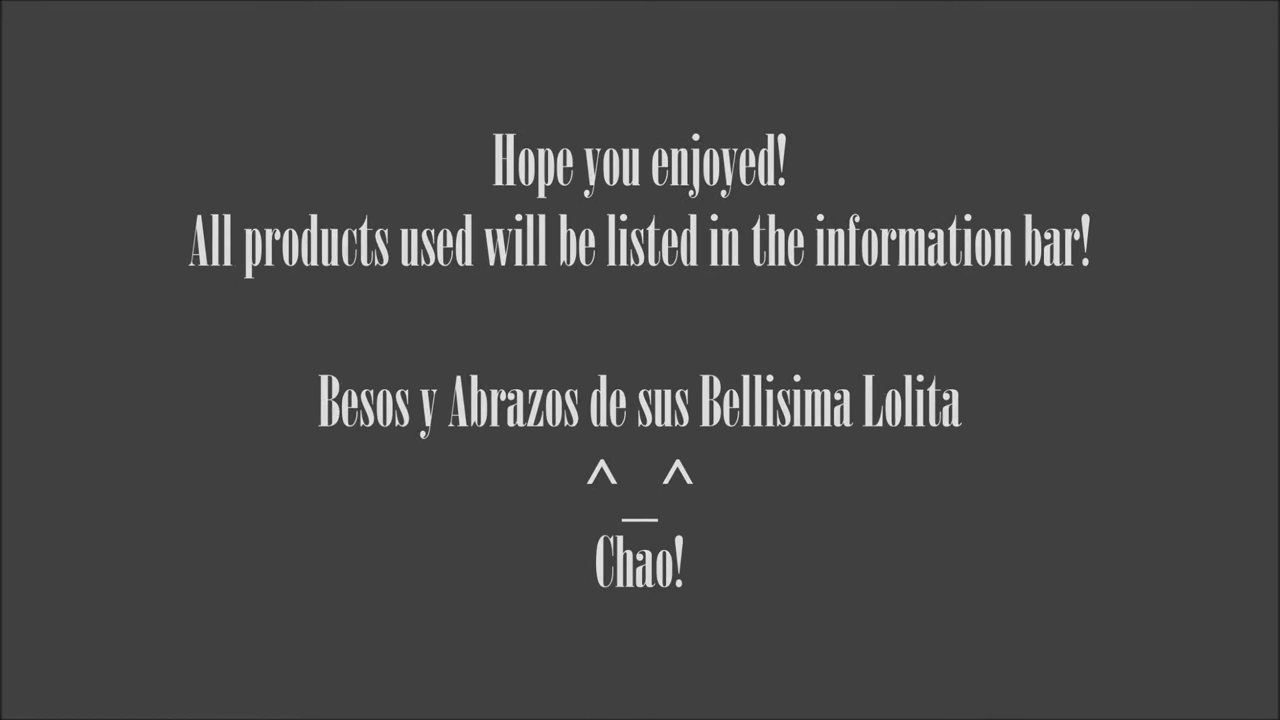 Hope you enjoyed!
All products used will be listed in the information bar!
Besos y Abrazos de sus Bellisima Lolita
^_^
Chao!